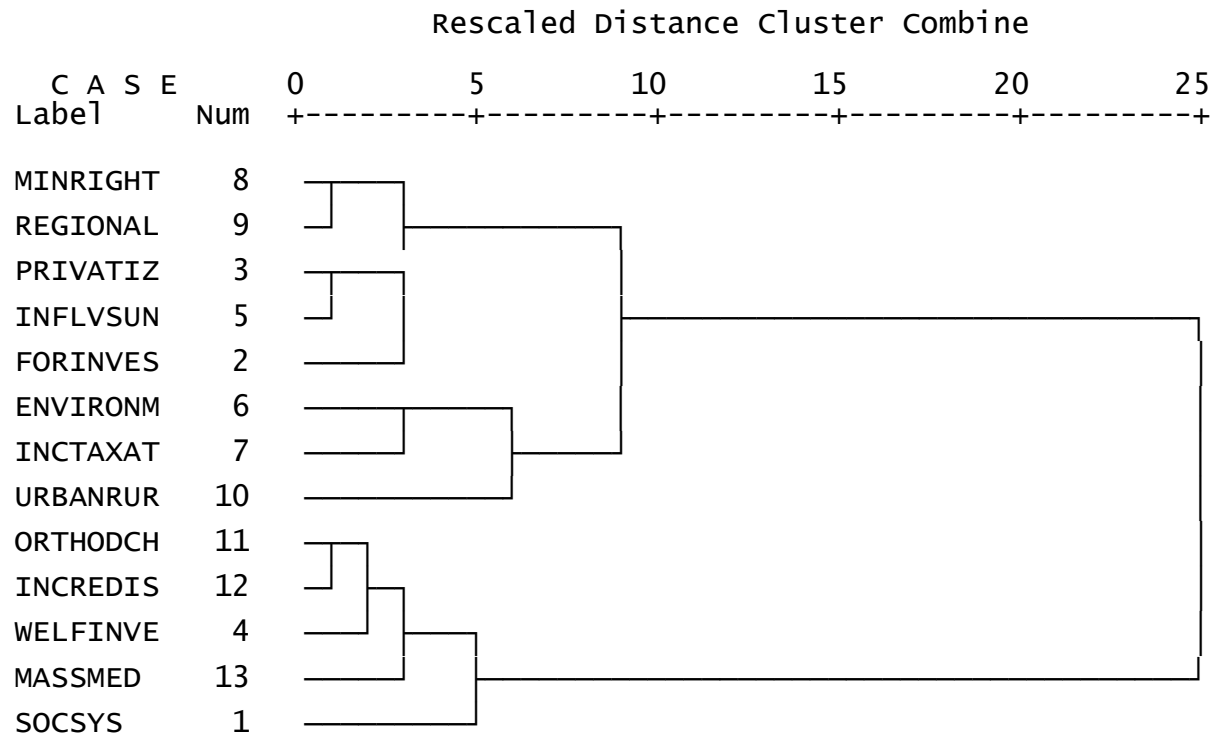 Rescaled Distance Cluster Combine
C A S E 0 5 10 15 20 25
Label Num +---------+---------+---------+---------+---------+
MINRIGHT 8
REGIONAL 9
PRIVATIZ 3
INFLVSUN 5
FORINVES 2
ENVIRONM 6
INCTAXAT 7
URBANRUR 10
ORTHODCH 11
INCREDIS 12
WELFINVE 4
MASSMED 13
SOCSYS 1